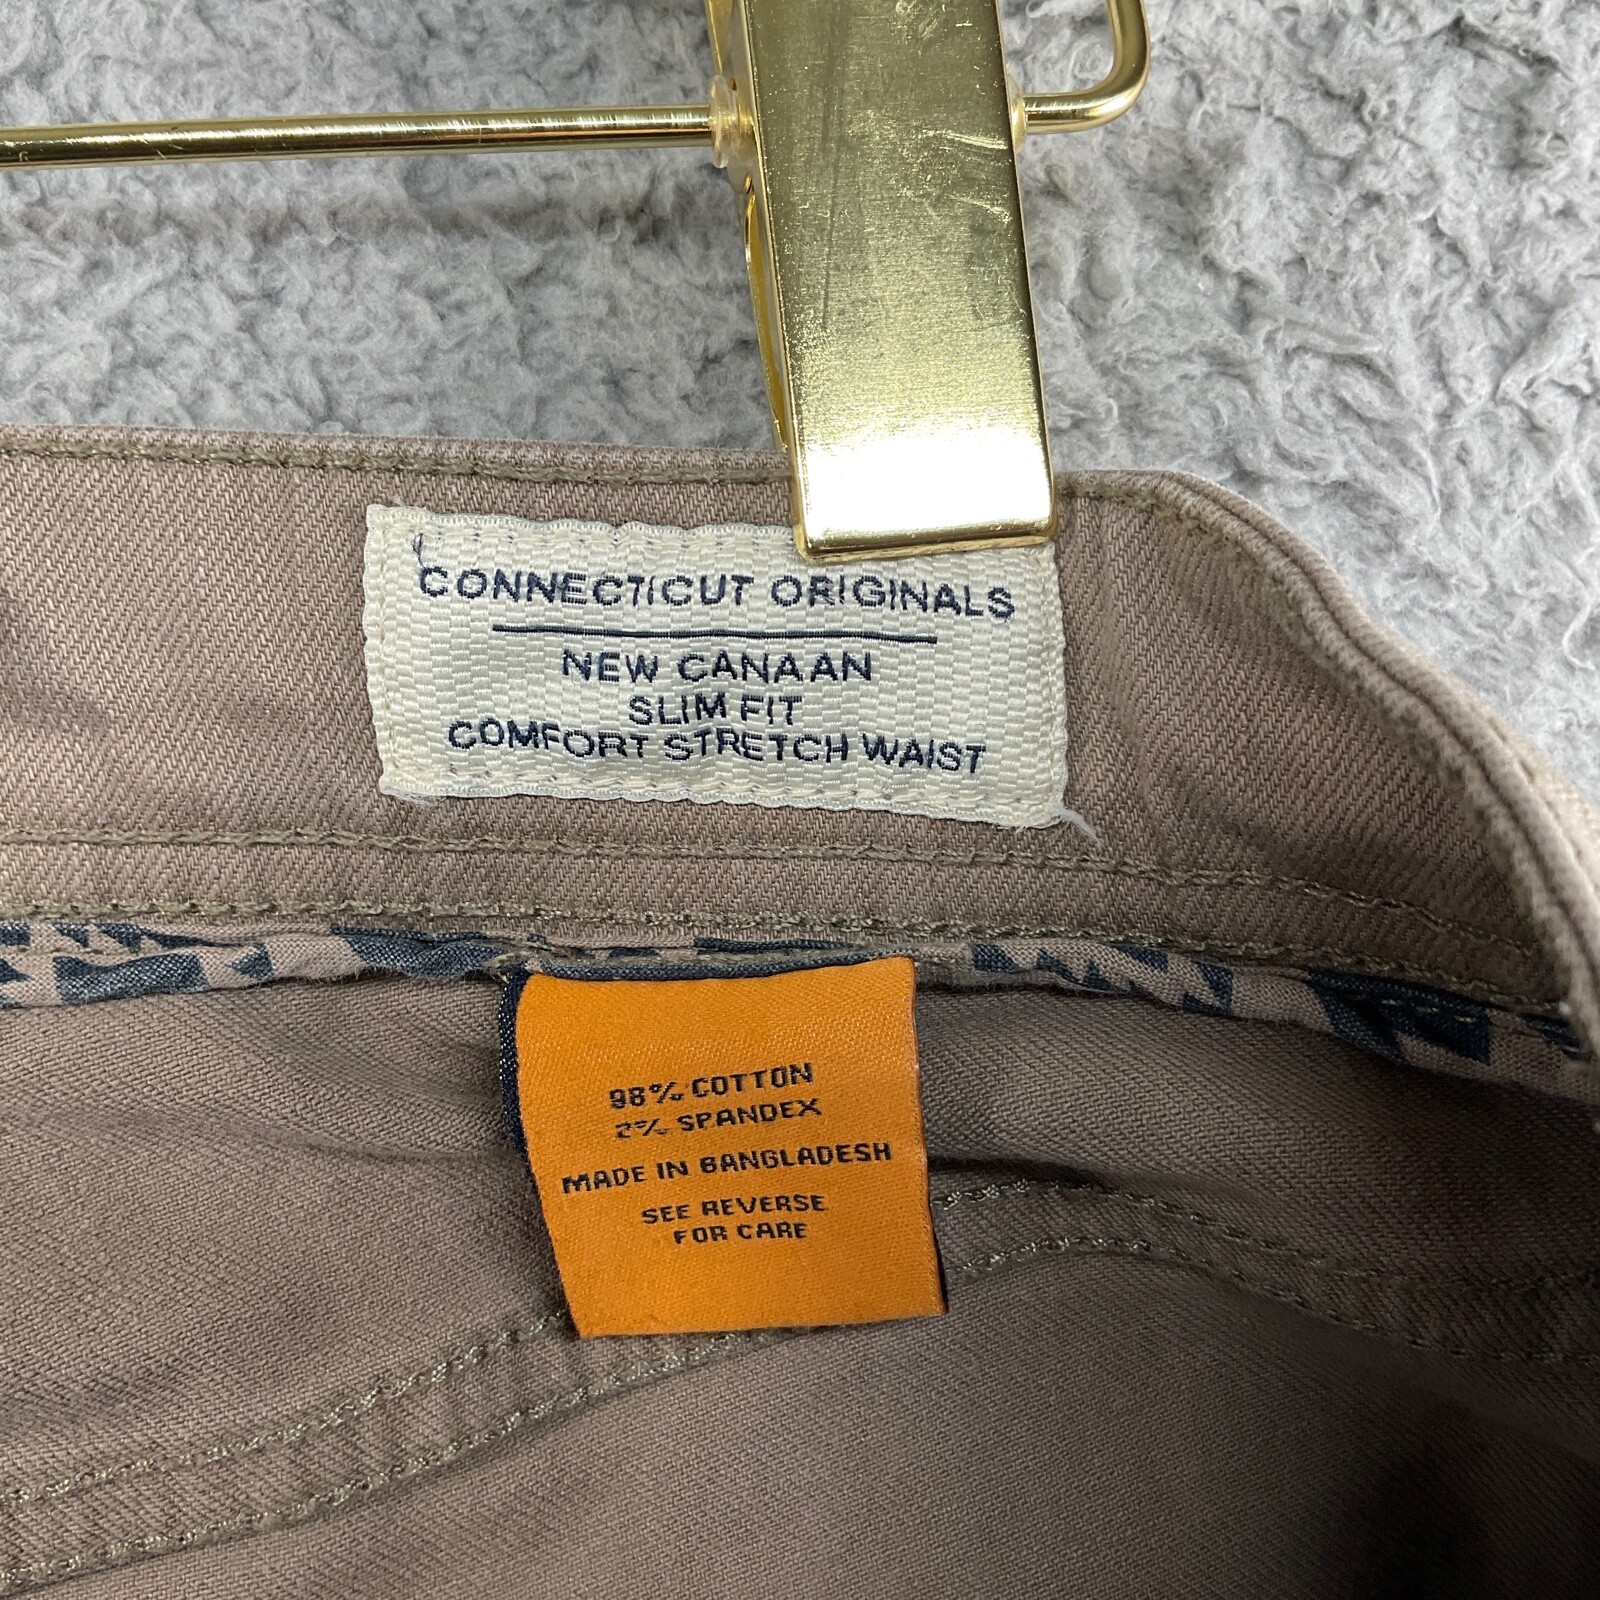 CONNECTICUT ORIGINALS
NEW CANAAN
SLIM FIT
COMFORT STRETCH WAIST
98% COTTON
2% SPANDEX
MADE IN BANGLADESH
SEE REVERSE
FOR CARE